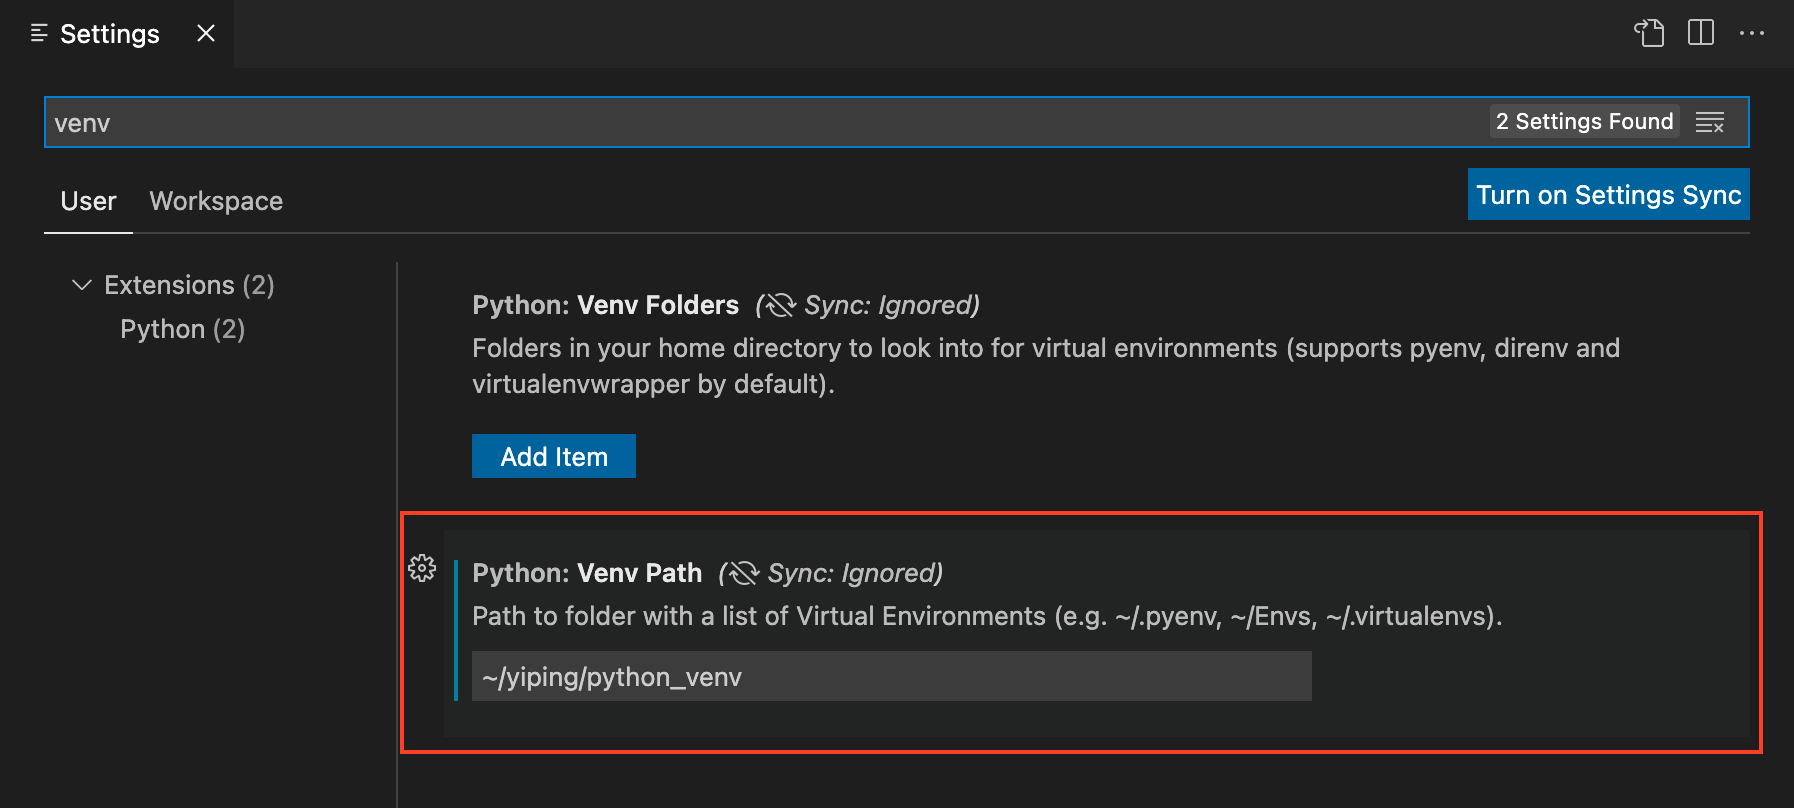 Settings
venv
2 Settings Found
User Workspace
Turn on Settings Sync
Extensions (2)
Python (2)
Python: Venv Folders (Sync: Ignored)
Folders in your home directory to look into for virtual environments (supports pyenv, direnv and
virtualenvwrapper by default).
Add Item
Python: Venv Path (Sync: Ignored)
Path to folder with a list of Virtual Environments (e.g. ~/.pyenv, ~/Envs, ~/.virtualenvs).
~/yiping/python_venv